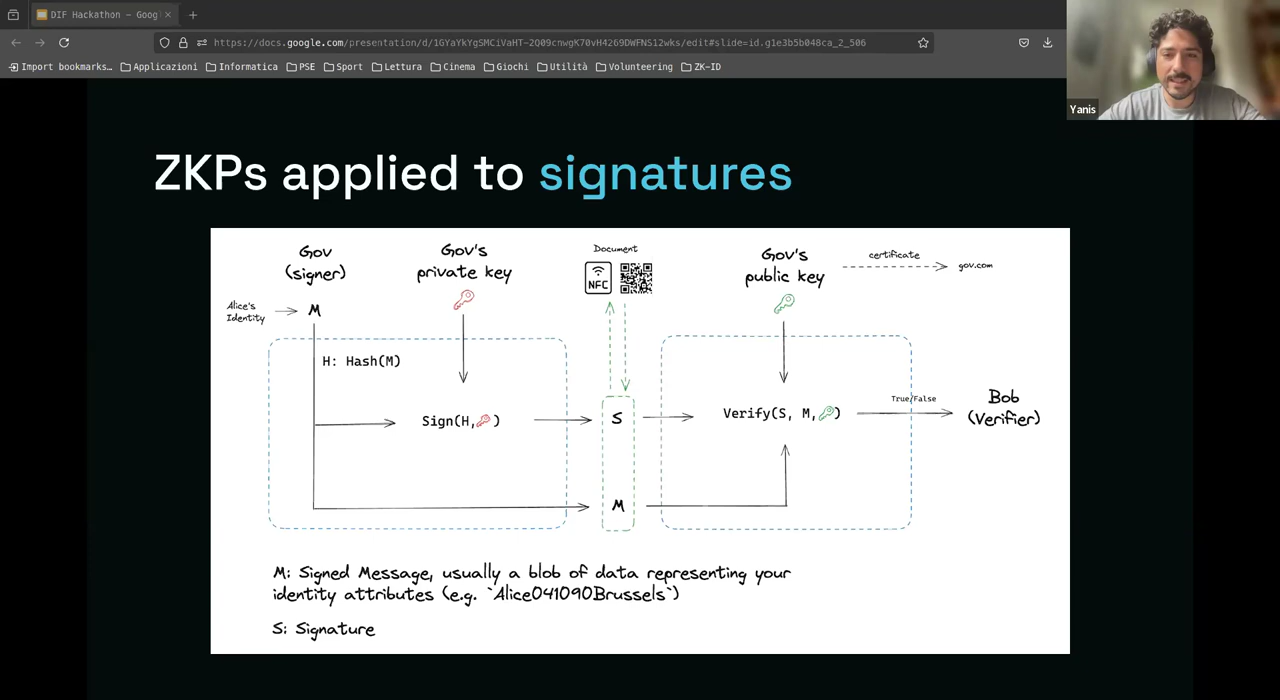 DIF Hackathon – Goog
https://docs.google.com/presentation/d/1GYaYkYgSMCiVaHT-2Q09cnwgK70vH4269DWFNS12wks/edit#slide=id.g1e3b5b048ca_2_506
Import bookmarks… Applicazioni Informatica PSE Sport Lettura Cinema Giochi Utilità Volunteering ZK-ID
Yanis
ZKPs applied to signatures
Gov
(signer)
Gov's
private key
Document
NFC
Gov's
public key
certificate
gov.com
Alice's
Identity
M
H: Hash(M)
Sign(H, )
S
Verify(S, M, )
True/False
Bob
(Verifier)
M
M: Signed Message, usually a blob of data representing your
identity attributes (e.g. `Alice041090Brussels`)
S: Signature